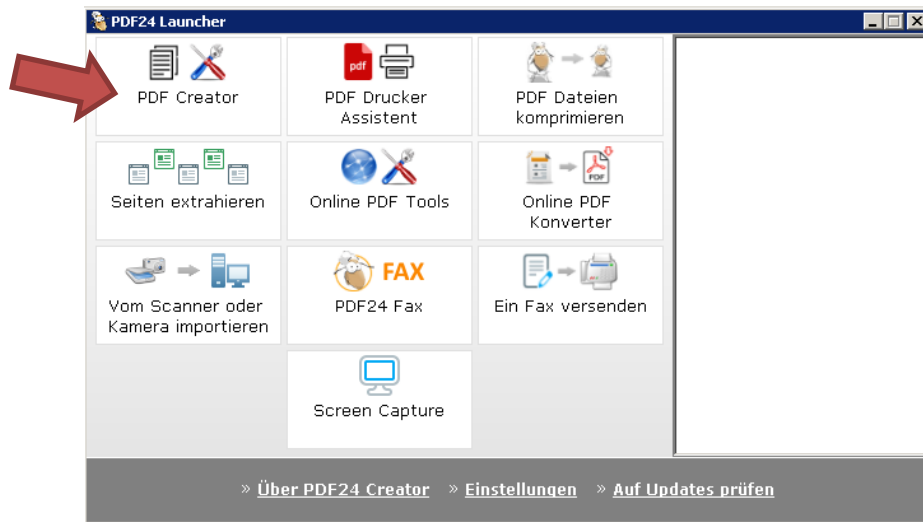 PDF24 Launcher
pdf
PDF Creator
PDF Drucker
Assistent
PDF Dateien
komprimieren
PDF
Seiten extrahieren
Online PDF Tools
Online PDF
Konverter
FAX
Vom Scanner oder
Kamera importieren
PDF24 Fax
Ein Fax versenden
Screen Capture
» Über PDF24 Creator » Einstellungen » Auf Updates prüfen